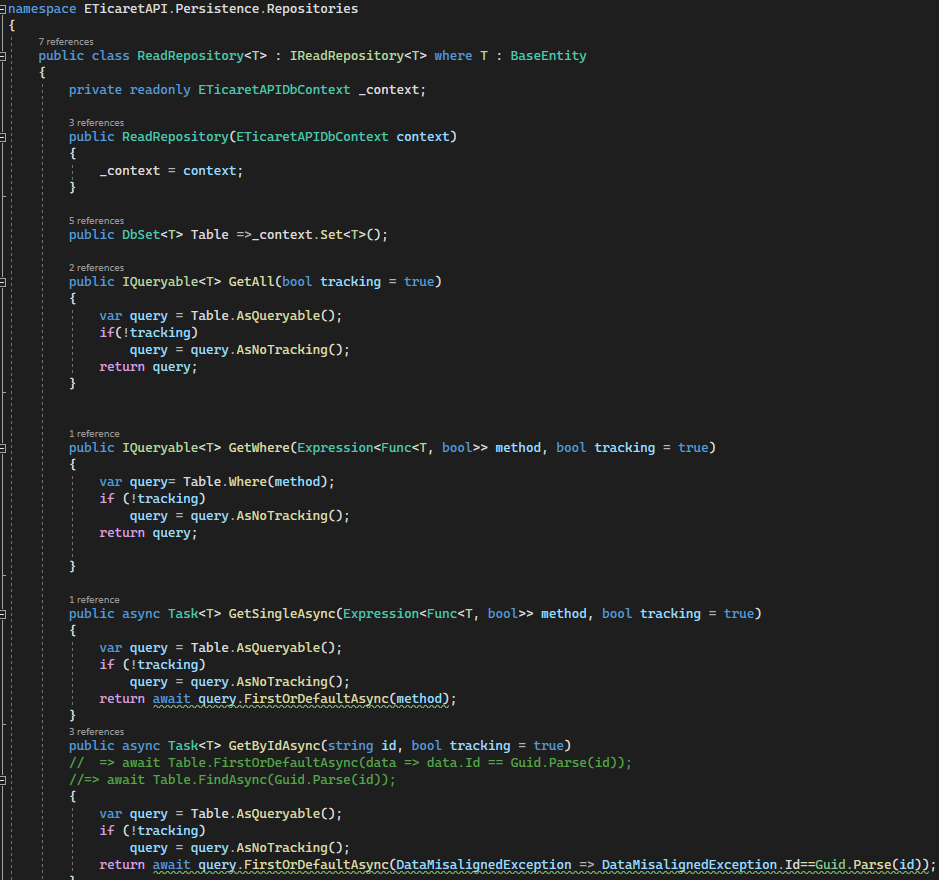 namespace ETicaretAPI.Persistence.Repositories
{
7 references
public class ReadRepository<T> : IReadRepository<T> where T : BaseEntity
{
private readonly ETicaretAPIDbContext _context;
3 references
public ReadRepository(ETicaretAPIDbContext context)
{
_context = context;
}
5 references
public DbSet<T> Table =>_context.Set<T>();
2 references
public IQueryable<T> GetAll(bool tracking = true)
{
var query = Table.AsQueryable();
if(!tracking)
query = query.AsNoTracking();
return query;
}
1 reference
public IQueryable<T> GetWhere(Expression<Func<T, bool>> method, bool tracking = true)
{
var query= Table.Where(method);
if (!tracking)
query = query.AsNoTracking();
return query;
}
1 reference
public async Task<T> GetSingleAsync(Expression<Func<T, bool>> method, bool tracking = true)
{
var query = Table.AsQueryable();
if (!tracking)
query = query.AsNoTracking();
return await query.FirstOrDefaultAsync(method);
}
3 references
public async Task<T> GetByIdAsync(string id, bool tracking = true)
//  => await Table.FirstOrDefaultAsync(data => data.Id == Guid.Parse(id));
//=> await Table.FindAsync(Guid.Parse(id));
{
var query = Table.AsQueryable();
if (!tracking)
query = query.AsNoTracking();
return await query.FirstOrDefaultAsync(DataMisalignedException => DataMisalignedException.Id==Guid.Parse(id));
}